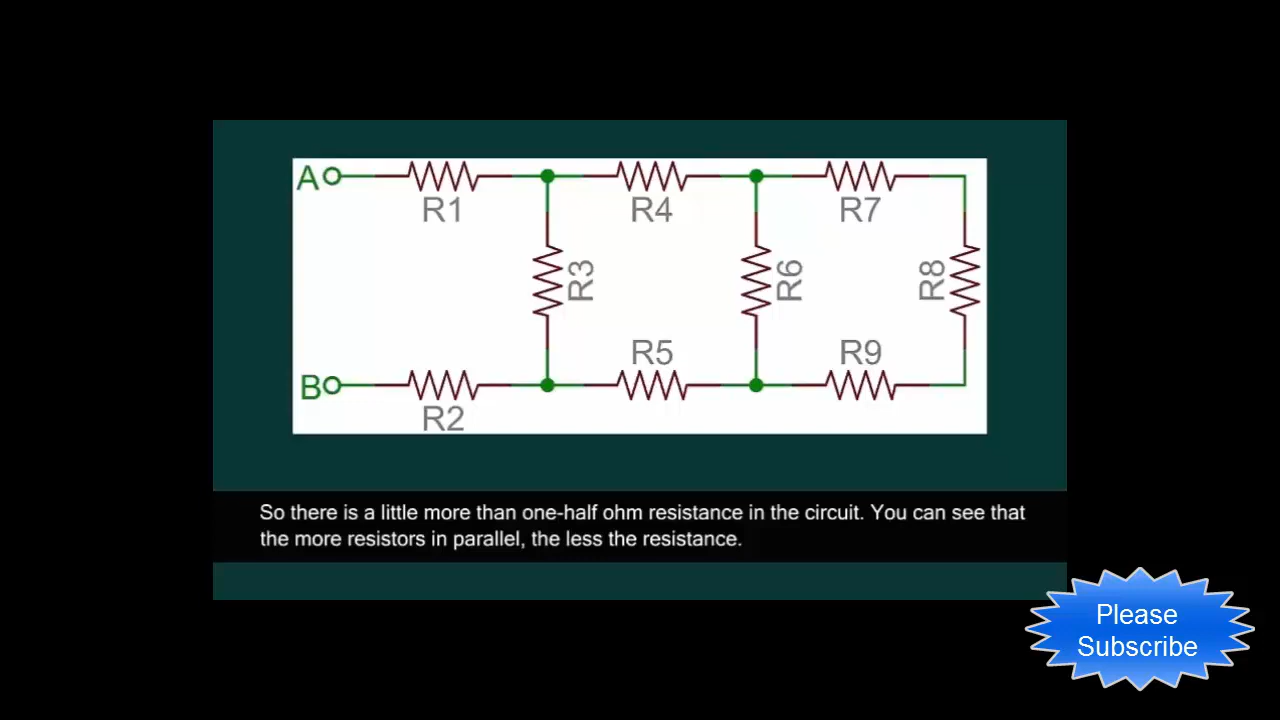 A
R1
R4
R7
R3
R6
R8
B
R2
R5
R9
So there is a little more than one-half ohm resistance in the circuit. You can see that
the more resistors in parallel, the less the resistance.
Please
Subscribe